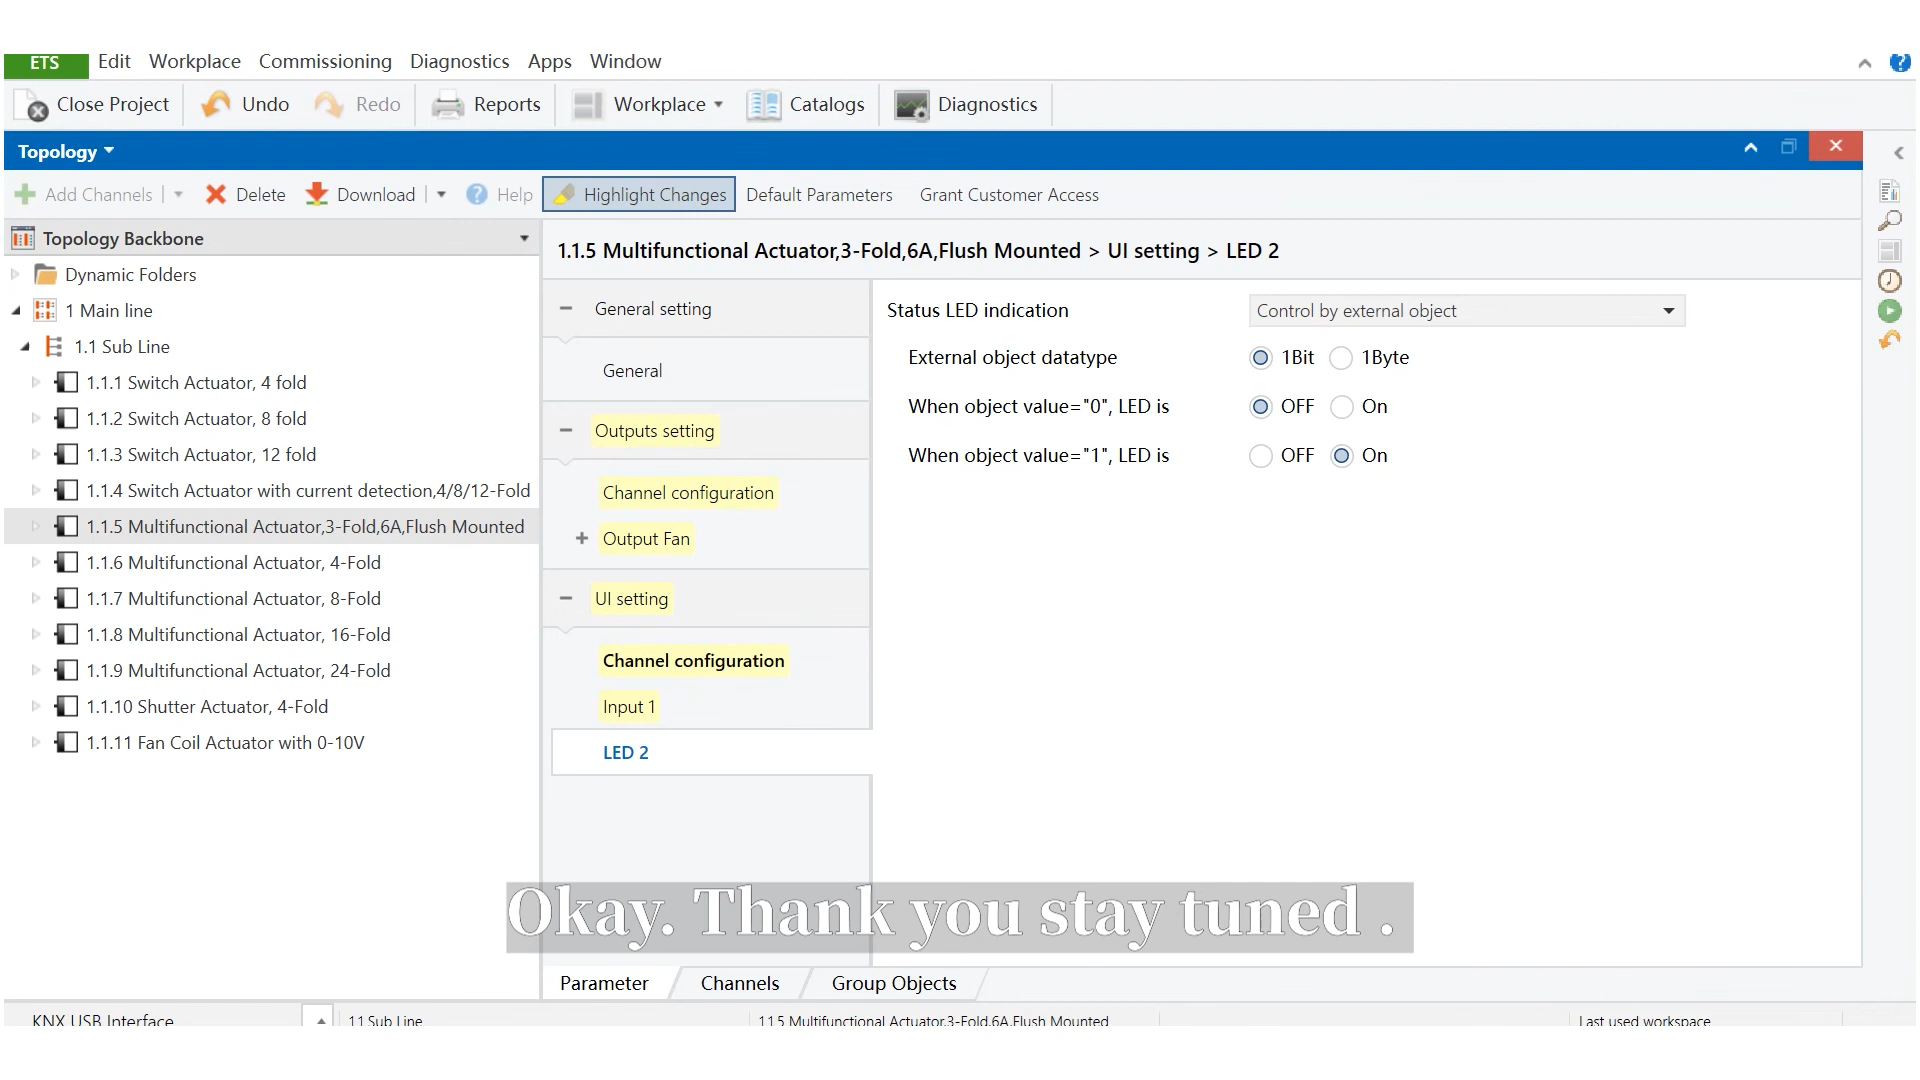 ETS Edit Workplace Commissioning Diagnostics Apps Window
Close Project Undo Redo Reports Workplace Catalogs Diagnostics
Topology
Add Channels Delete Download Help Highlight Changes Default Parameters Grant Customer Access
Topology Backbone
Dynamic Folders
1 Main line
1.1 Sub Line
1.1.1 Switch Actuator, 4 fold
1.1.2 Switch Actuator, 8 fold
1.1.3 Switch Actuator, 12 fold
1.1.4 Switch Actuator with current detection,4/8/12-Fold
1.1.5 Multifunctional Actuator,3-Fold,6A,Flush Mounted
1.1.6 Multifunctional Actuator, 4-Fold
1.1.7 Multifunctional Actuator, 8-Fold
1.1.8 Multifunctional Actuator, 16-Fold
1.1.9 Multifunctional Actuator, 24-Fold
1.1.10 Shutter Actuator, 4-Fold
1.1.11 Fan Coil Actuator with 0-10V
1.1.5 Multifunctional Actuator,3-Fold,6A,Flush Mounted > UI setting > LED 2
General setting
General
Outputs setting
Channel configuration
Output Fan
UI setting
Channel configuration
Input 1
LED 2
Status LED indication Control by external object
External object datatype 1Bit 1Byte
When object value="0", LED is OFF On
When object value="1", LED is OFF On
Okay. Thank you stay tuned .
Parameter Channels Group Objects
KNX USB Interface 1.1 Sub Line 1.1.5 Multifunctional Actuator,3-Fold,6A,Flush Mounted Last used workspace